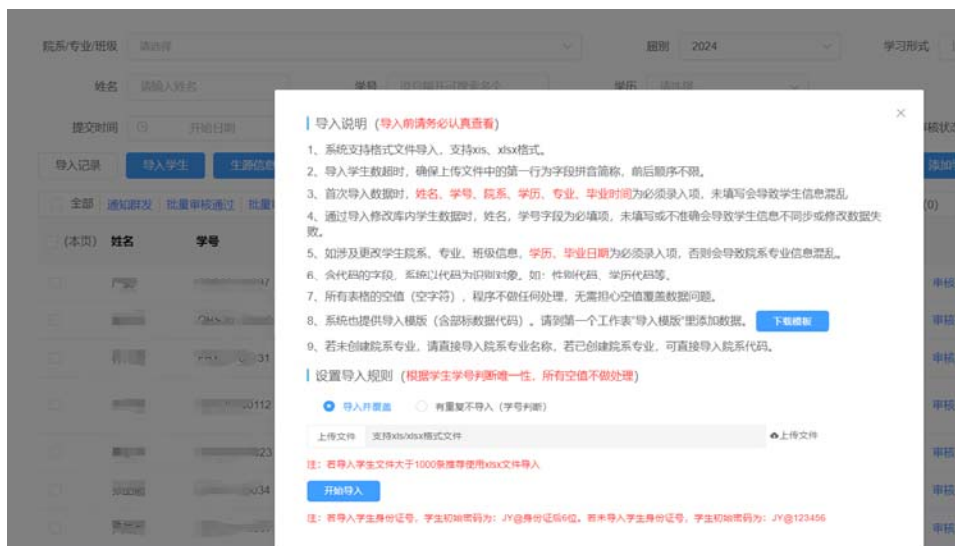 院系/专业/班级 请选择 届别 2024 学习形式
姓名 请输入姓名 学号 学历 请选择
提交时间 开始日期
导入记录 导入学生 生源信息
全部 通知群发 批量审核通过
(本页) 姓名 学号
导入说明（导入前请务必认真查看）
1、系统支持格式文件导入，支持xls、xlsx格式。
2、导入学生数超时，确保上传文件中的第一行为字段拼音简称，前后顺序不限。
3、首次导入数据时，姓名、学号、院系、学历、专业、毕业时间为必须录入项，未填写会导致学生信息混乱
4、通过导入修改库内学生数据时，姓名，学号字段为必填项，未填写或不准确会导致学生信息不同步或修改数据失
败。
5、如涉及更改学生院系、专业、班级信息，学历、毕业日期为必须录入项，否则会导致院系专业信息混乱。
6、含代码的字段，系统以代码为识别对象。如：性别代码、学历代码等。
7、所有表格的空值（空字符），程序不做任何处理，无需担心空值覆盖数据问题。
8、系统也提供导入模版（含部标数据代码）。请到第一个工作表"导入模版"里添加数据。 下载模板
9、若未创建院系专业，请直接导入院系专业名称，若已创建院系专业，可直接导入院系代码。
设置导入规则（根据学生学号判断唯一性，所有空值不做处理）
导入并覆盖 有重复不导入（学号判断）
上传文件 支持xls/xlsx格式文件 上传文件
注：若导入学生文件大于1000条推荐使用xlsx文件导入
开始导入
注：若导入学生身份证号，学生初始密码为：JY@身份证后6位。若未导入学生身份证号，学生初始密码为：JY@123456